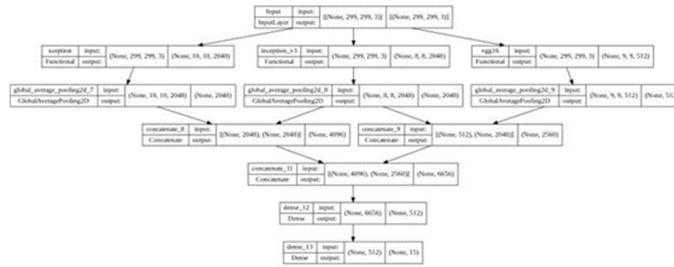 Input input: [(None, 299, 299, 3)] [(None, 299, 299, 3)]
InputLayer output:
xception input: (None, 299, 299, 3) (None, 10, 10, 2048)
Functional output:
inception_v3 input: (None, 299, 299, 3) (None, 8, 8, 2048)
Functional output:
vgg16 input: (None, 299, 299, 3) (None, 9, 9, 512)
Functional output:
global_average_pooling2d_7 input: (None, 10, 10, 2048) (None, 2048)
GlobalAveragePooling2D output:
global_average_pooling2d_8 input: (None, 8, 8, 2048) (None, 2048)
GlobalAveragePooling2D output:
global_average_pooling2d_9 input: (None, 9, 9, 512) (None, 512
GlobalAveragePooling2D output:
concatenate_8 input: [(None, 2048), (None, 2048)] (None, 4096)
Concatenate output:
concatenate_9 input: [(None, 512), (None, 2048)] (None, 2560)
Concatenate output:
concatenate_11 input: [(None, 4096), (None, 2560)] (None, 6656)
Concatenate output:
dense_12 input: (None, 6656) (None, 512)
Dense output:
dense_13 input: (None, 512) (None, 15)
Dense output: